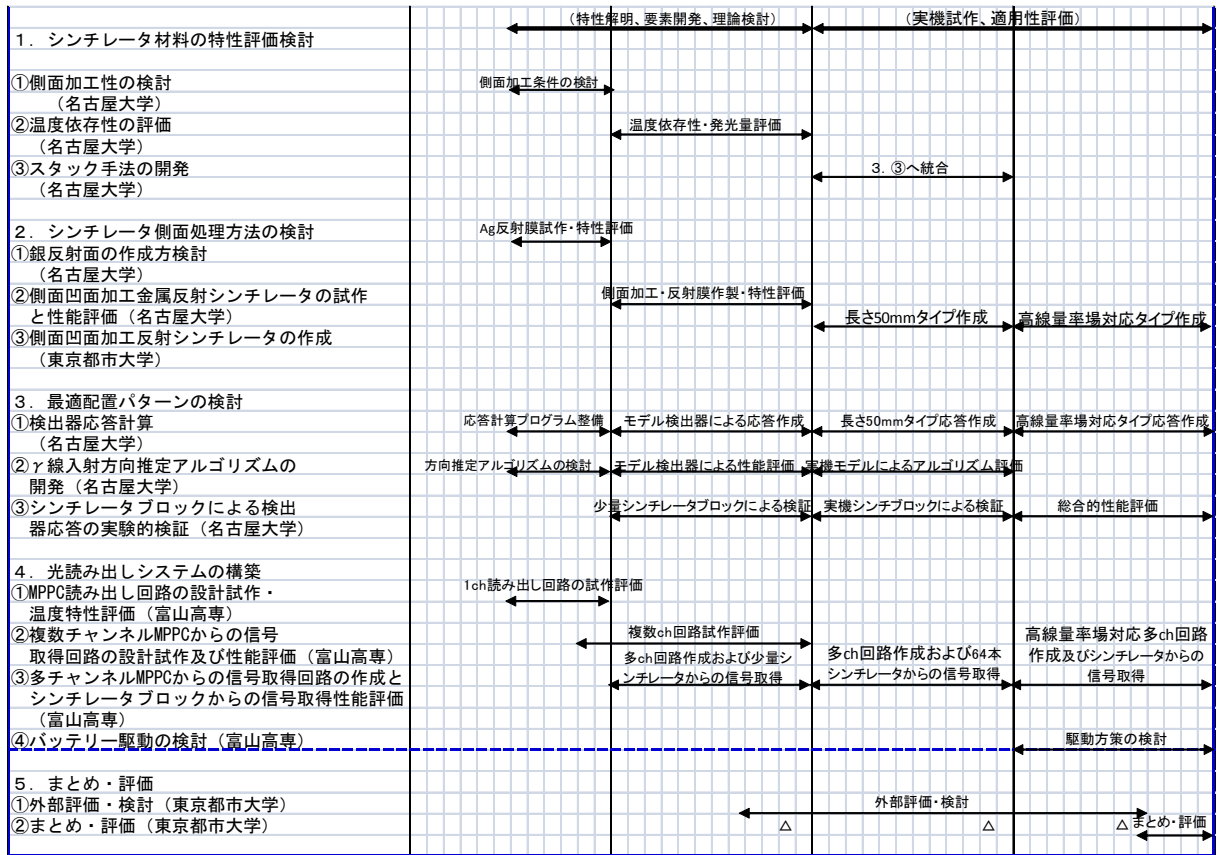 (特性解明、要素開発、理論検討) (実機試作、適用性評価)
1．シンチレータ材料の特性評価検討
①側面加工性の検討 側面加工条件の検討
(名古屋大学)
②温度依存性の評価 温度依存性・発光量評価
(名古屋大学)
③スタック手法の開発 3．③へ統合
(名古屋大学)
2．シンチレータ側面処理方法の検討 Ag反射膜試作・特性評価
①銀反射面の作成方検討
(名古屋大学)
②側面凹面加工金属反射シンチレータの試作 側面加工・反射膜作製・特性評価
と性能評価(名古屋大学) 長さ50mmタイプ作成 高線量率場対応タイプ作成
③側面凹面加工反射シンチレータの作成
(東京都市大学)
3．最適配置パターンの検討
①検出器応答計算 応答計算プログラム整備 モデル検出器による応答作成 長さ50mmタイプ応答作成 高線量率場対応タイプ応答作成
(名古屋大学)
②γ線入射方向推定アルゴリズムの 方向推定アルゴリズムの検討 モデル検出器による性能評価 実機モデルによるアルゴリズム評価
開発(名古屋大学)
③シンチレータブロックによる検出 少量シンチレータブロックによる検証 実機シンチブロックによる検証 総合的性能評価
器応答の実験的検証(名古屋大学)
4．光読み出しシステムの構築
①MPPC読み出し回路の設計試作・ 1ch読み出し回路の試作評価
温度特性評価(富山高専)
②複数チャンネルMPPCからの信号 複数ch回路試作評価
取得回路の設計試作及び性能評価(富山高専)
③多チャンネルMPPCからの信号取得回路の作成と
シンチレータブロックからの信号取得性能評価
(富山高専)
多ch回路作成および少量シ
ンチレータからの信号取得
多ch回路作成および64本
シンチレータからの信号取得
高線量率場対応多ch回路
作成及びシンチレータからの
信号取得
④バッテリー駆動の検討(富山高専) 駆動方策の検討
5．まとめ・評価
①外部評価・検討(東京都市大学) 外部評価・検討
②まとめ・評価(東京都市大学) △ △ △ まとめ・評価